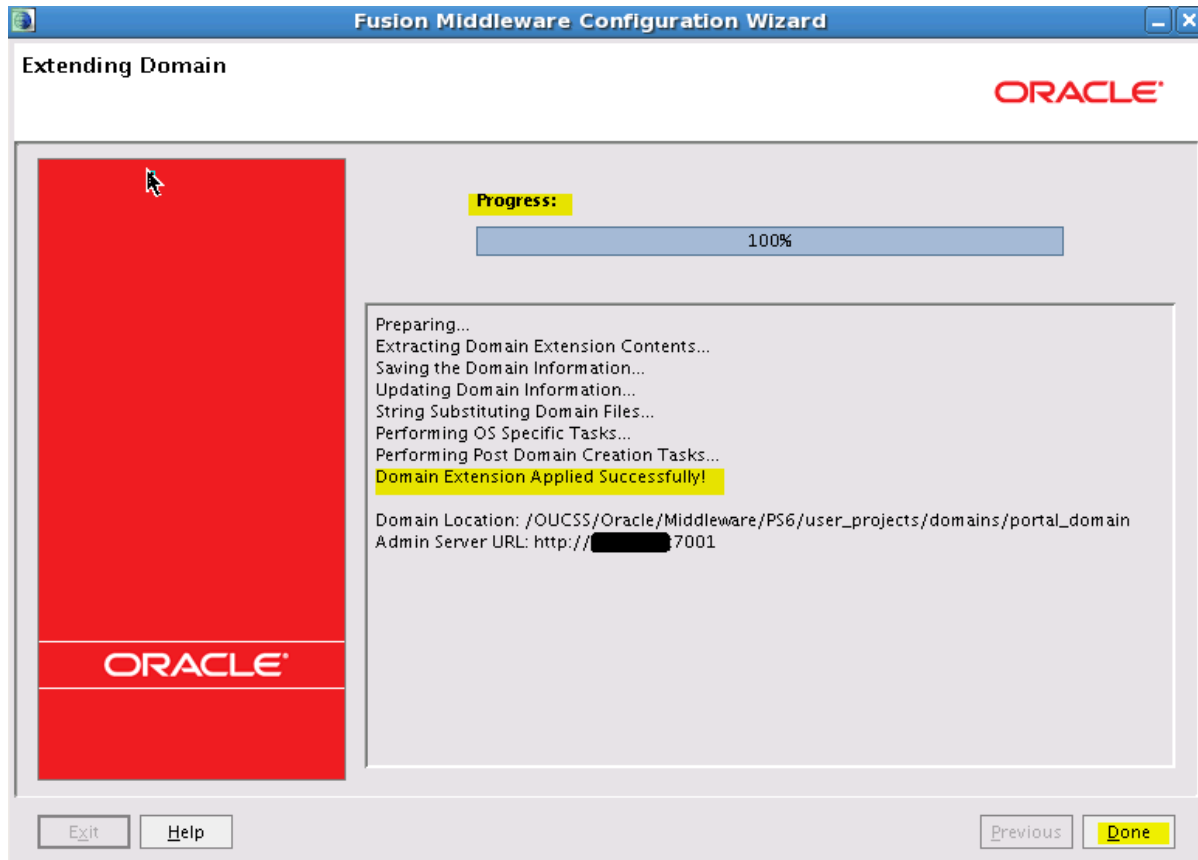 Fusion Middleware Configuration Wizard
Extending Domain
ORACLE
Progress:
100%
Preparing...
Extracting Domain Extension Contents...
Saving the Domain Information...
Updating Domain Information...
String Substituting Domain Files...
Performing OS Specific Tasks...
Performing Post Domain Creation Tasks...
Domain Extension Applied Successfully!
Domain Location: /OUCSS/Oracle/Middleware/PS6/user_projects/domains/portal_domain
Admin Server URL: http:// :7001
ORACLE
Exit Help Previous Done